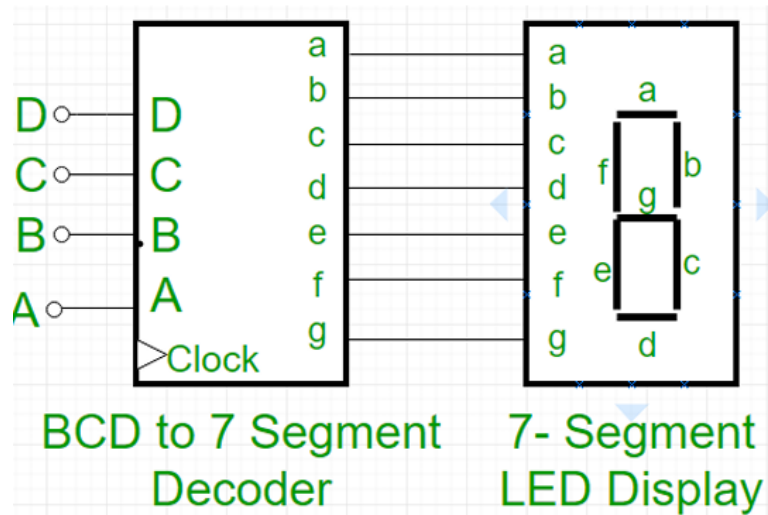 D
C
B
A
D
C
B
A
Clock
a
b
c
d
e
f
g
a
b
c
d
e
f
g
a
f
b
g
e
c
d
BCD to 7 Segment
Decoder
7- Segment
LED Display